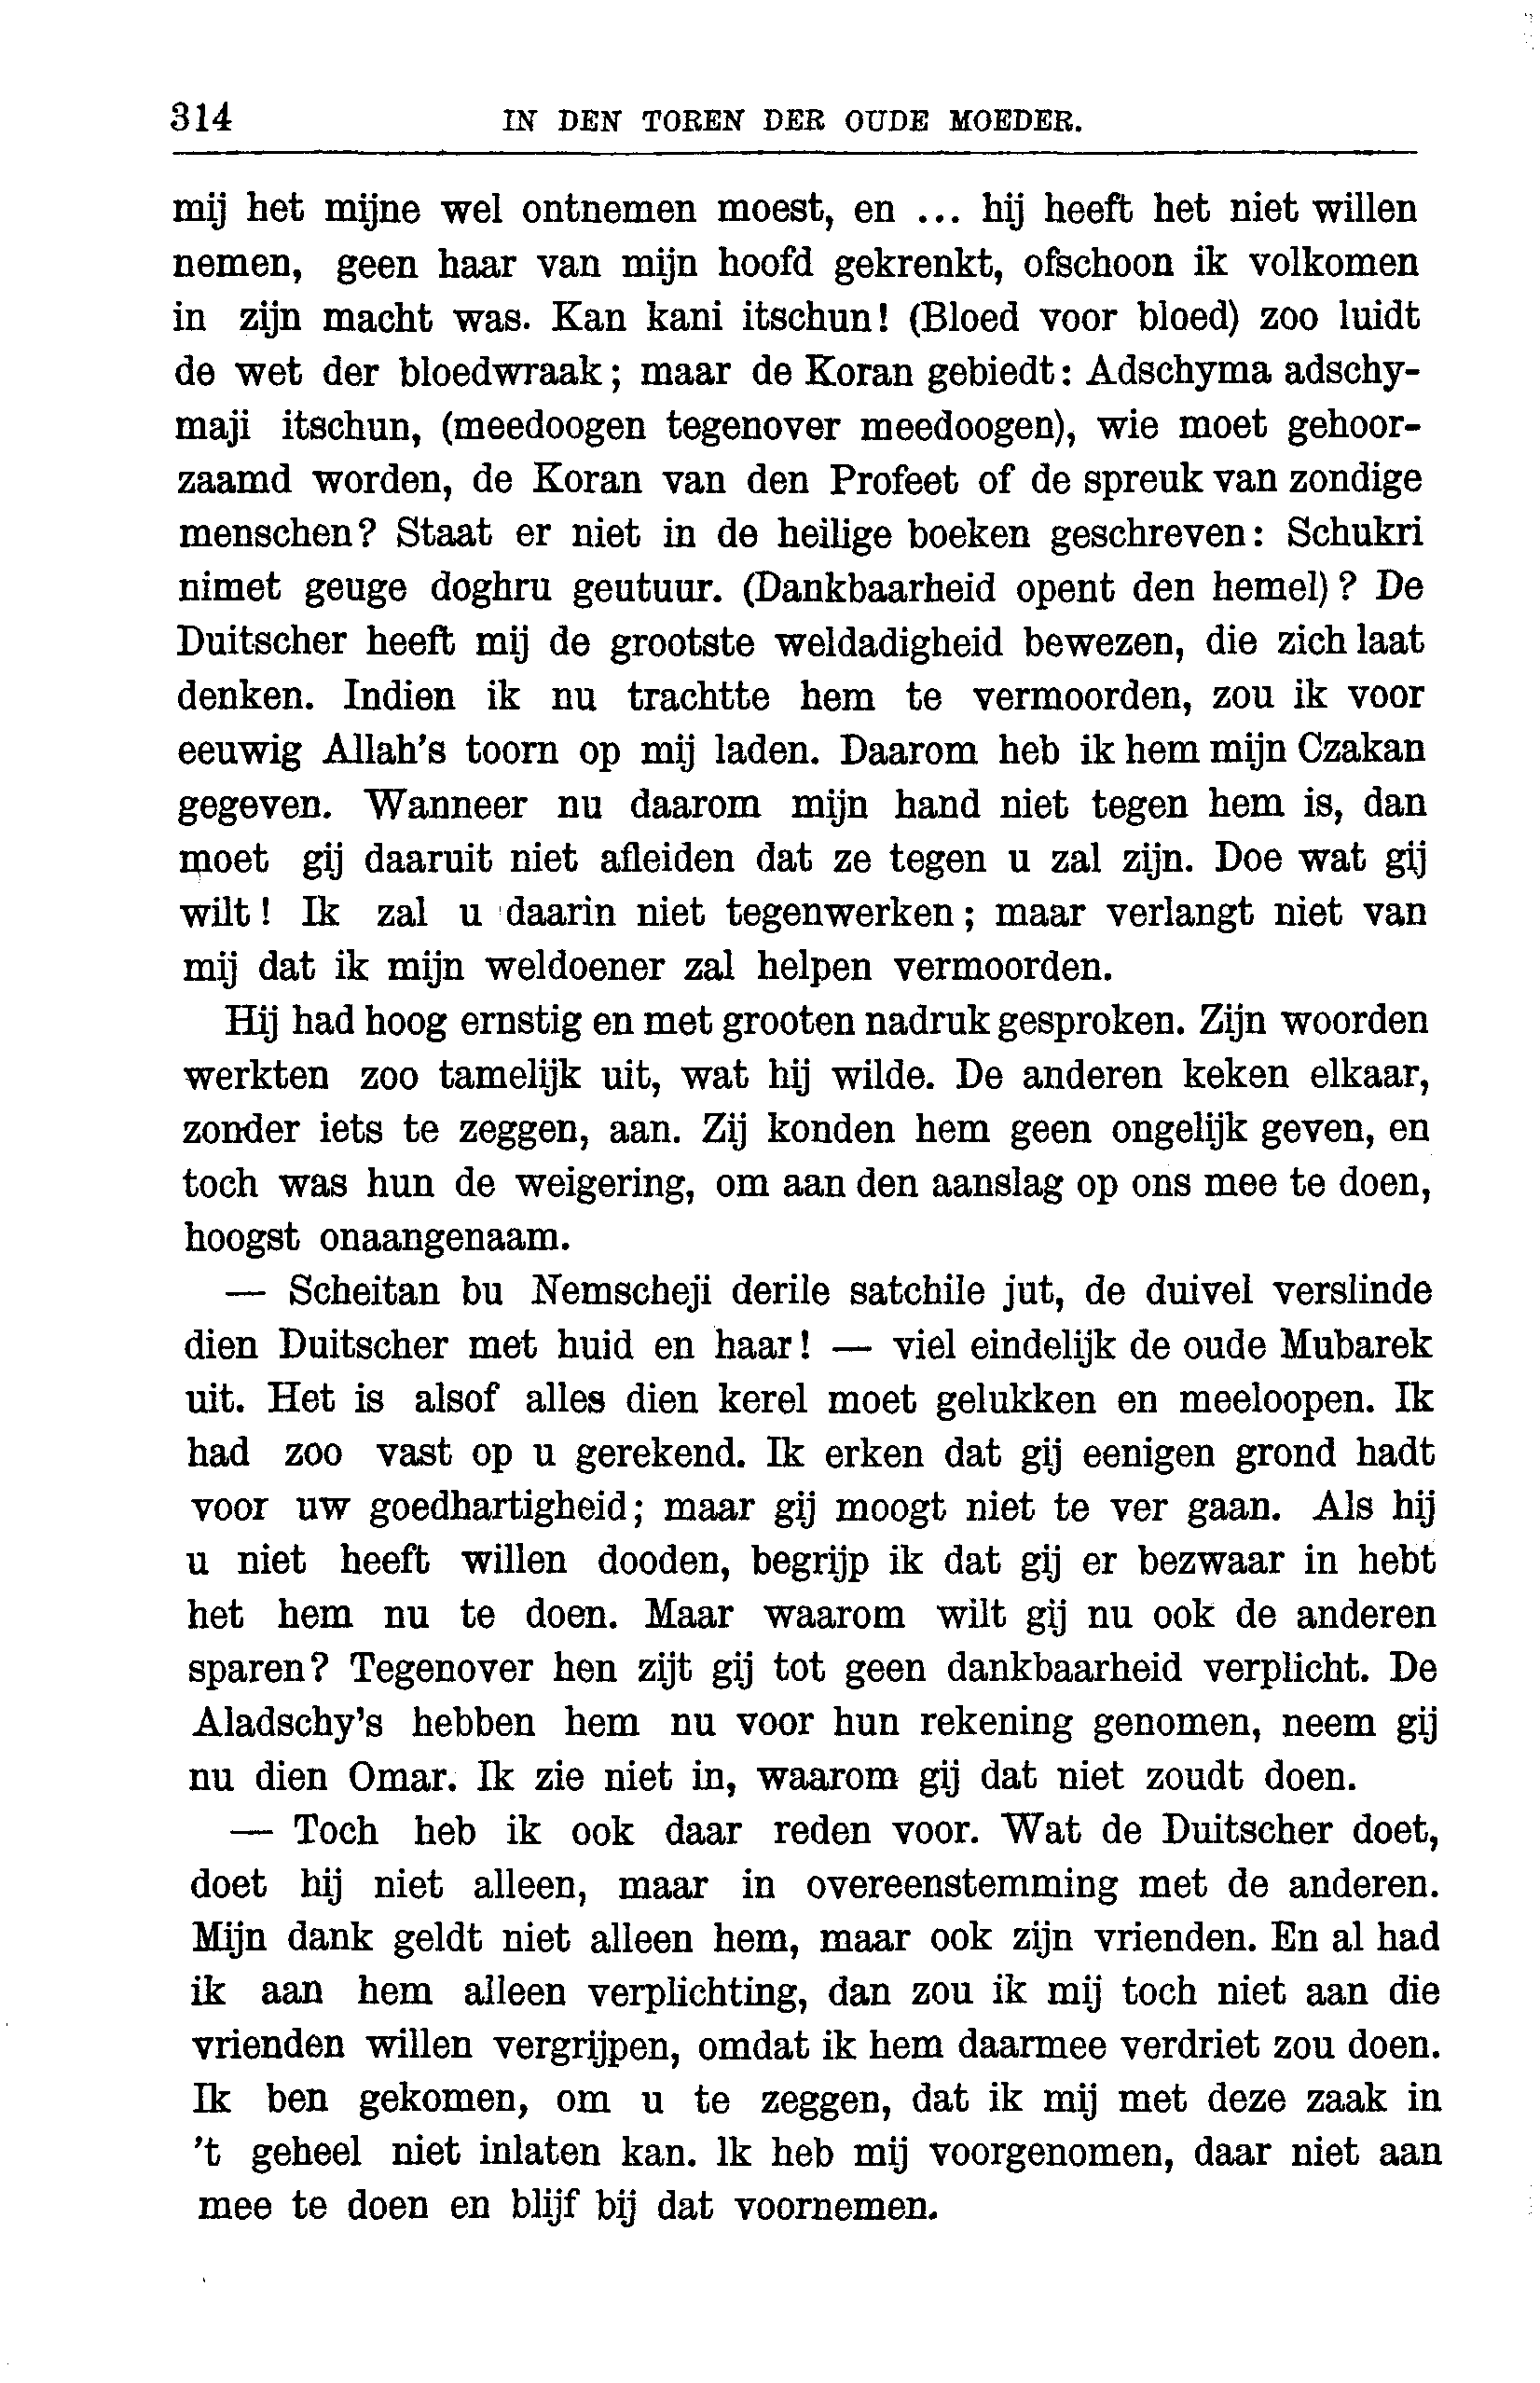 314 IN DEN TOREN DER OUDE MOEDER.
mij het mijne wel ontnemen moest, en ... hij heeft het niet willen
nemen, geen haar van mijn hoofd gekrenkt, ofschoon ik volkomen
in zijn macht was. Kan kani itschun! (Bloed voor bloed) zoo luidt
de wet der bloedwraak; maar de Koran gebiedt: Adschyma adschy-
maji itschun, (meedoogen tegenover meedoogen), wie moet gehoor-
zaamd worden, de Koran van den Profeet of de spreuk van zondige
menschen? Staat er niet in de heilige boeken geschreven: Schukri
nimet geuge doghru geutuur. (Dankbaarheid opent den hemel)? De
Duitscher heeft mij de grootste weldadigheid bewezen, die zich laat
denken. Indien ik nu trachtte hem te vermoorden, zou ik voor
eeuwig Allah's toorn op mij laden. Daarom heb ik hem mijn Czakan
gegeven. Wanneer nu daarom mijn hand niet tegen hem is, dan
moet gij daaruit niet afleiden dat ze tegen u zal zijn. Doe wat gij
wilt! Ik zal u daarin niet tegenwerken; maar verlangt niet van
mij dat ik mijn weldoener zal helpen vermoorden.
Hij had hoog ernstig en met grooten nadruk gesproken. Zijn woorden
werkten zoo tamelijk uit, wat hij wilde. De anderen keken elkaar,
zonder iets te zeggen, aan. Zij konden hem geen ongelijk geven, en
toch was hun de weigering, om aan den aanslag op ons mee te doen,
hoogst onaangenaam.
— Scheitan bu Nemscheji derile satchile jut, de duivel verslinde
dien Duitscher met huid en haar! — viel eindelijk de oude Mubarek
uit. Het is alsof alles dien kerel moet gelukken en meeloopen. Ik
had zoo vast op u gerekend. Ik erken dat gij eenigen grond hadt
voor uw goedhartigheid; maar gij moogt niet te ver gaan. Als hij
u niet heeft willen dooden, begrijp ik dat gij er bezwaar in hebt
het hem nu te doen. Maar waarom wilt gij nu ook de anderen
sparen? Tegenover hen zijt gij tot geen dankbaarheid verplicht. De
Aladschy's hebben hem nu voor hun rekening genomen, neem gij
nu dien Omar. Ik zie niet in, waarom gij dat niet zoudt doen.
— Toch heb ik ook daar reden voor. Wat de Duitscher doet,
doet hij niet alleen, maar in overeenstemming met de anderen.
Mijn dank geldt niet alleen hem, maar ook zijn vrienden. En al had
ik aan hem alleen verplichting, dan zou ik mij toch niet aan die
vrienden willen vergrijpen, omdat ik hem daarmee verdriet zou doen.
Ik ben gekomen, om u te zeggen, dat ik mij met deze zaak in
't geheel niet inlaten kan. Ik heb mij voorgenomen, daar niet aan
mee te doen en blijf bij dat voornemen.